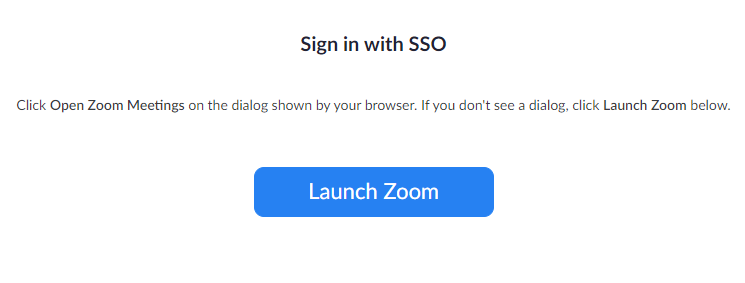 Sign in with SSO
Click Open Zoom Meetings on the dialog shown by your browser. If you don't see a dialog, click Launch Zoom below.
Launch Zoom